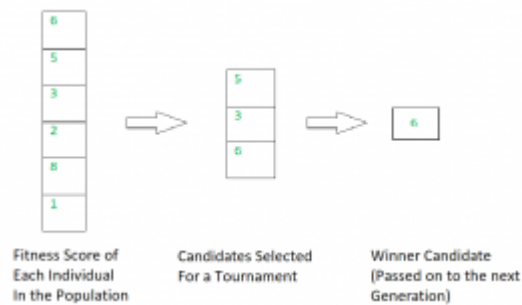 6
5
3
2
8
1
5
3
6
6
Fitness Score of
Each Individual
In the Population
Candidates Selected
For a Tournament
Winner Candidate
(Passed on to the next
Generation)